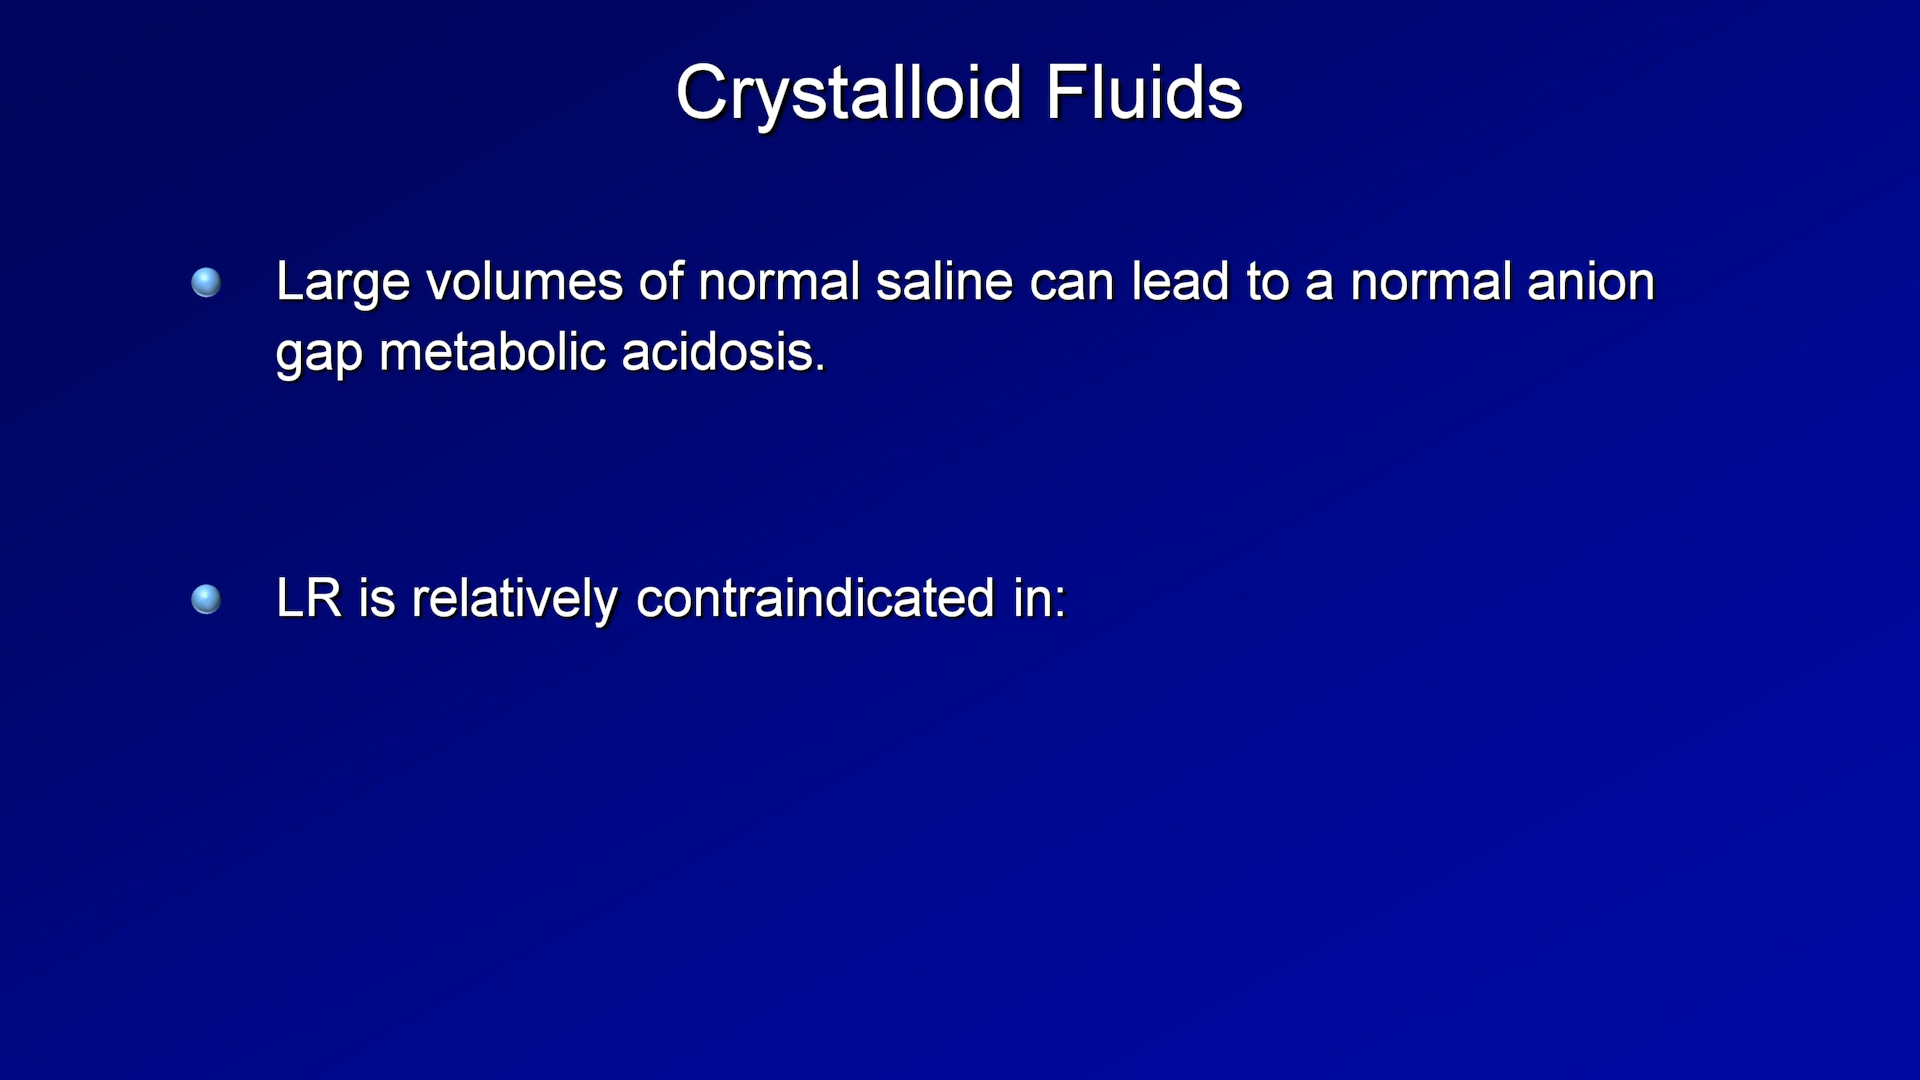 Crystalloid Fluids
Large volumes of normal saline can lead to a normal anion
gap metabolic acidosis.
LR is relatively contraindicated in: